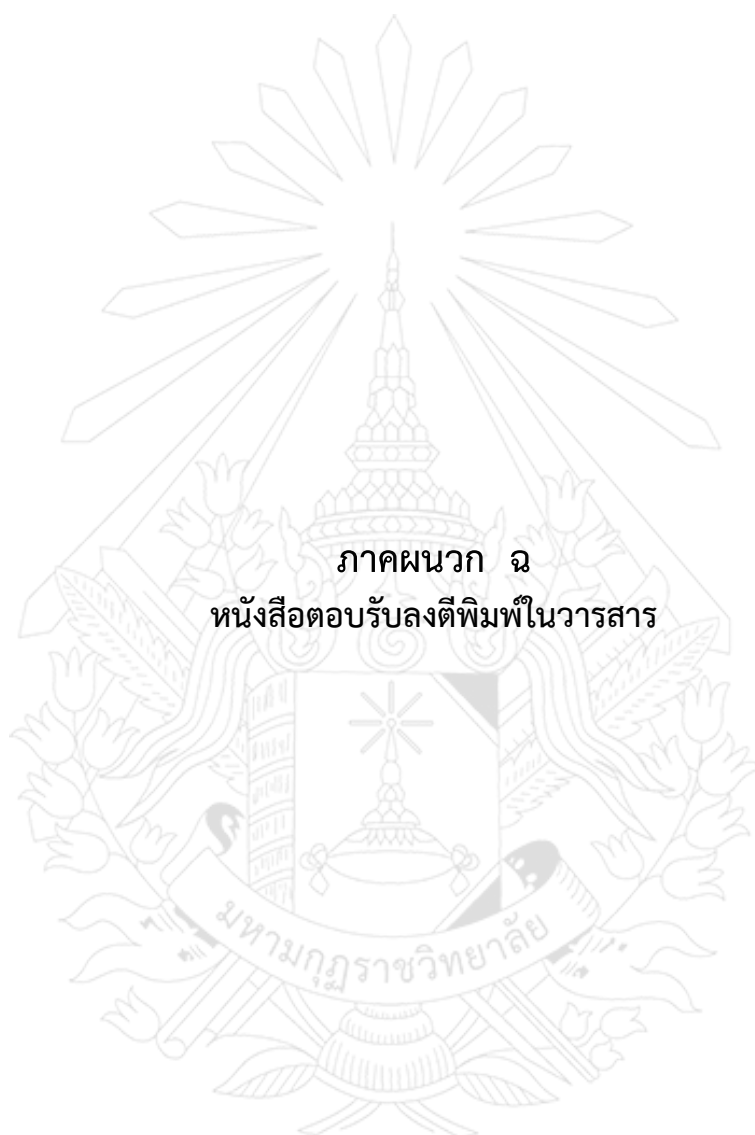 ภาคผนวก ฉ
หนังสือตอบรับลงตีพิมพ์ในวารสาร
มหามกุฏราชวิทยาลัย